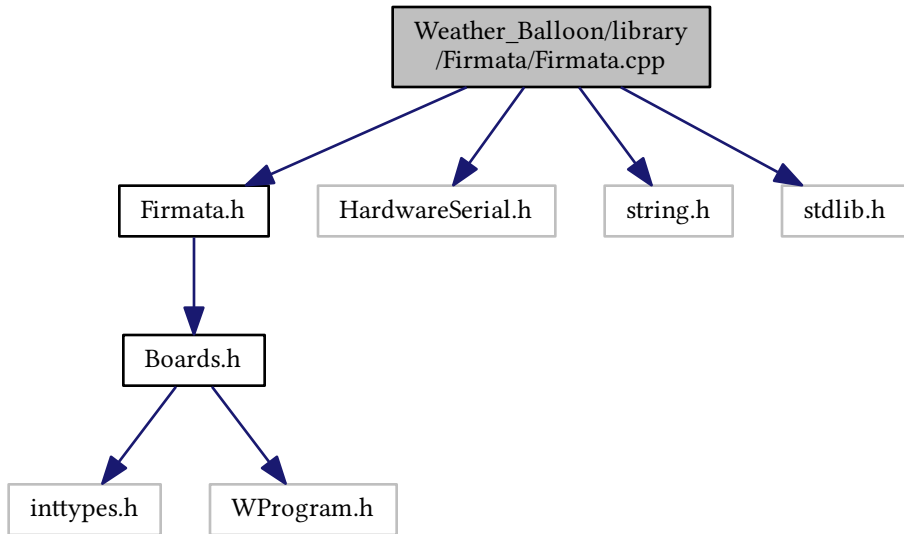 Weather_Balloon/library
/Firmata/Firmata.cpp
Firmata.h
HardwareSerial.h
string.h
stdlib.h
Boards.h
inttypes.h
WProgram.h